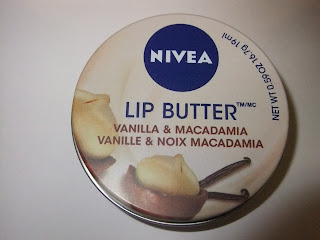 NIVEA
LIP BUTTER™/MC
VANILLA & MACADAMIA
VANILLE & NOIX MACADAMIA
NET WT 0.59 OZ 16.7g 19ml